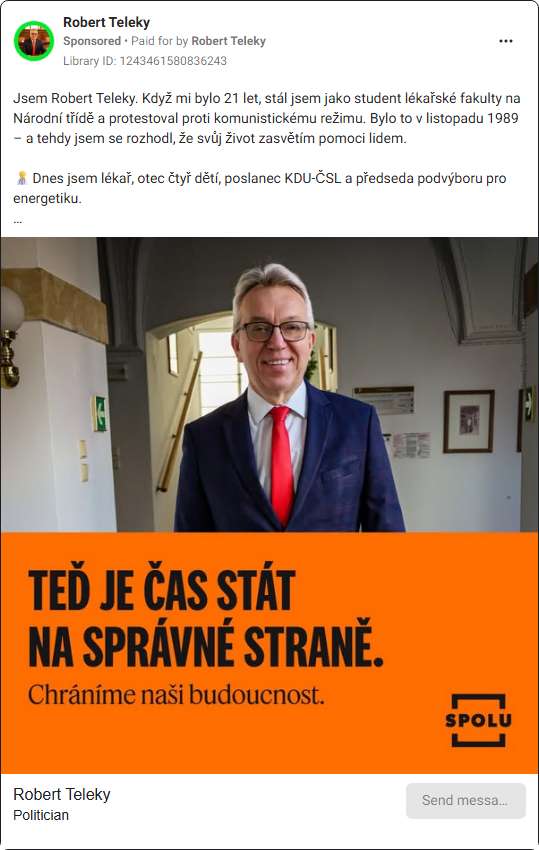 Robert Teleky
Sponsored • Paid for by Robert Teleky
Library ID: 1243461580836243
Jsem Robert Teleky. Když mi bylo 21 let, stál jsem jako student lékařské fakulty na
Národní třídě a protestoval proti komunistickému režimu. Bylo to v listopadu 1989
– a tehdy jsem se rozhodl, že svůj život zasvětím pomoci lidem.
Dnes jsem lékař, otec čtyř dětí, poslanec KDU-ČSL a předseda podvýboru pro
energetiku.
...
TEĎ JE ČAS STÁT
NA SPRÁVNÉ STRANĚ.
Chráníme naši budoucnost.
SPOLU
Robert Teleky
Politician
Send messa...